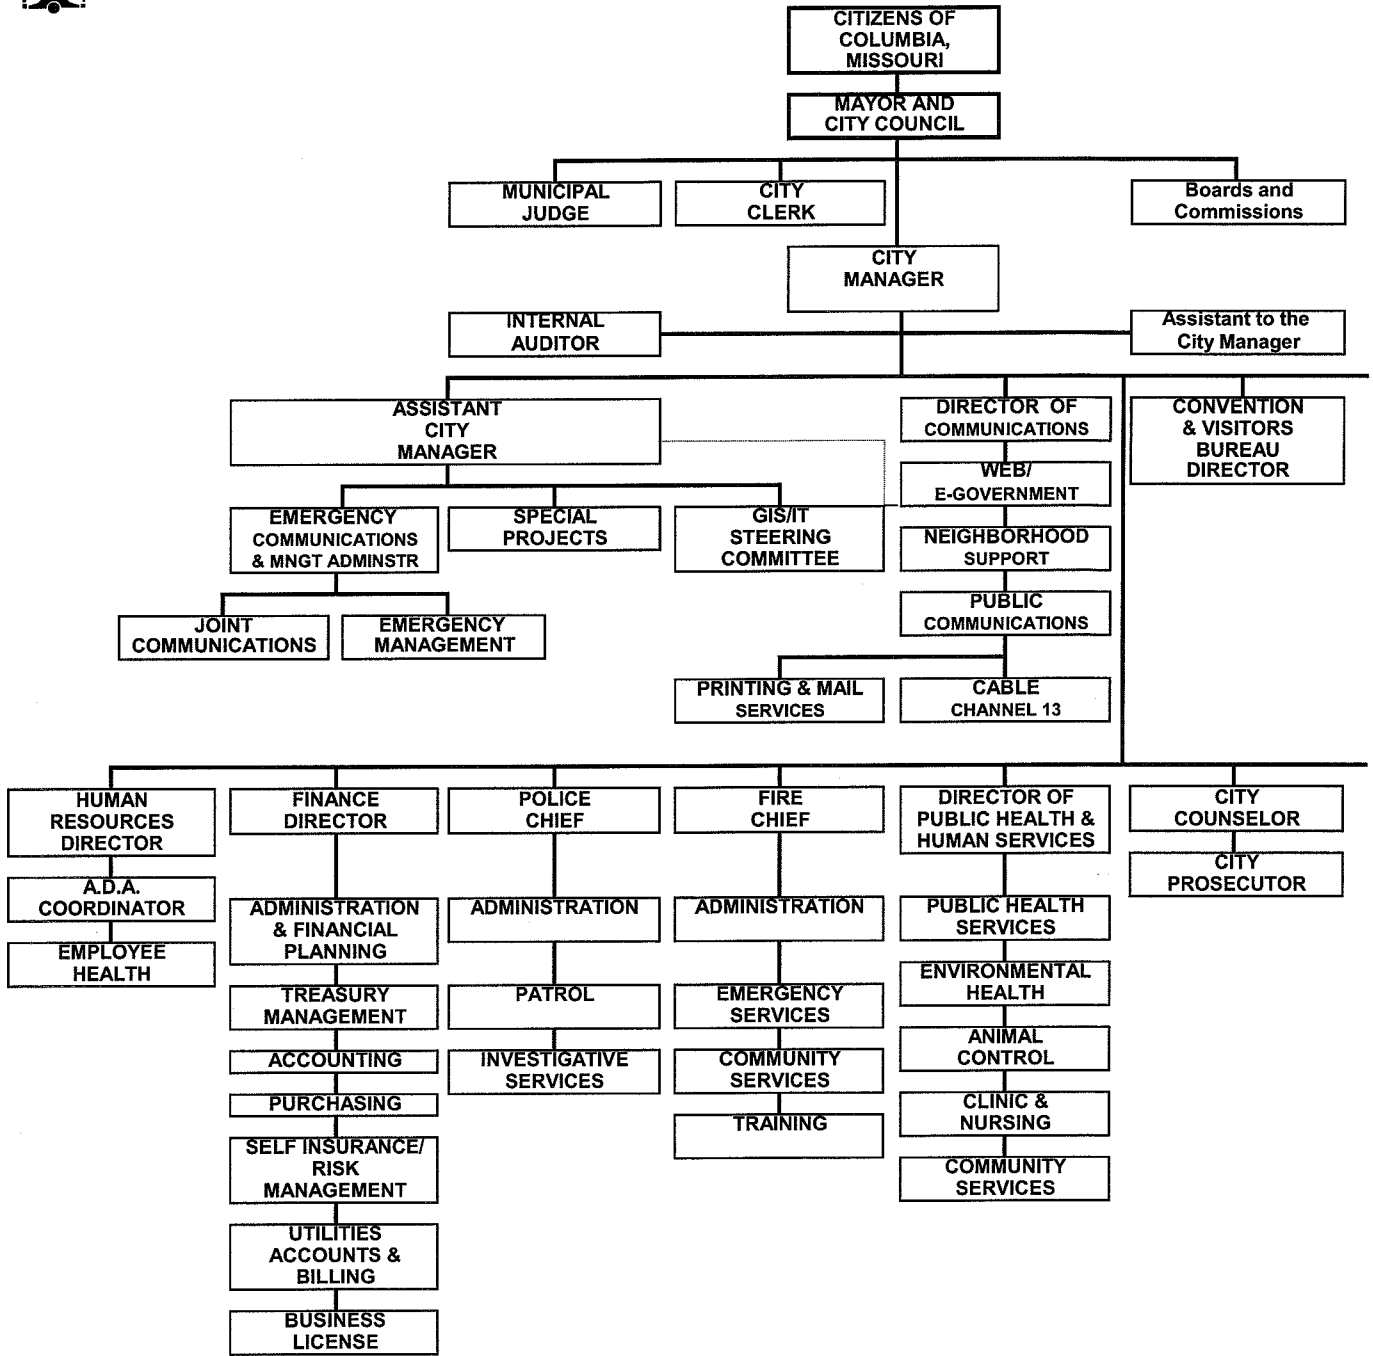 CITIZENS OF
COLUMBIA,
MISSOURI
MAYOR AND
CITY COUNCIL
MUNICIPAL
JUDGE
CITY
CLERK
Boards and
Commissions
CITY
MANAGER
INTERNAL
AUDITOR
Assistant to the
City Manager
ASSISTANT
CITY
MANAGER
DIRECTOR OF
COMMUNICATIONS
CONVENTION
& VISITORS
BUREAU
DIRECTOR
WEB/
E-GOVERNMENT
EMERGENCY
COMMUNICATIONS
& MNGT ADMINSTR
SPECIAL
PROJECTS
GIS/IT
STEERING
COMMITTEE
NEIGHBORHOOD
SUPPORT
PUBLIC
COMMUNICATIONS
JOINT
COMMUNICATIONS
EMERGENCY
MANAGEMENT
PRINTING & MAIL
SERVICES
CABLE
CHANNEL 13
HUMAN
RESOURCES
DIRECTOR
A.D.A.
COORDINATOR
EMPLOYEE
HEALTH
FINANCE
DIRECTOR
ADMINISTRATION
& FINANCIAL
PLANNING
TREASURY
MANAGEMENT
ACCOUNTING
PURCHASING
SELF INSURANCE/
RISK
MANAGEMENT
UTILITIES
ACCOUNTS &
BILLING
BUSINESS
LICENSE
POLICE
CHIEF
ADMINISTRATION
PATROL
INVESTIGATIVE
SERVICES
FIRE
CHIEF
ADMINISTRATION
EMERGENCY
SERVICES
COMMUNITY
SERVICES
TRAINING
DIRECTOR OF
PUBLIC HEALTH &
HUMAN SERVICES
PUBLIC HEALTH
SERVICES
ENVIRONMENTAL
HEALTH
ANIMAL
CONTROL
CLINIC &
NURSING
COMMUNITY
SERVICES
CITY
COUNSELOR
CITY
PROSECUTOR